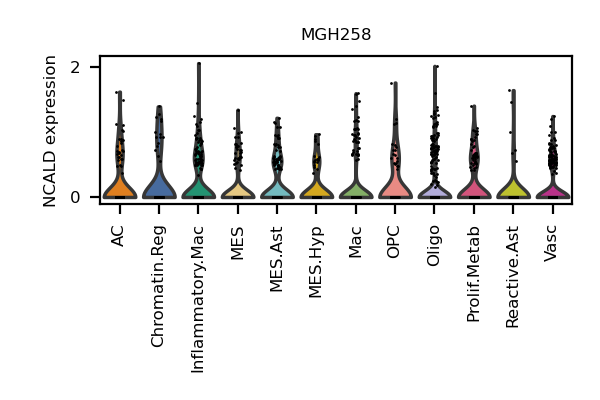 MGH258
NCALD expression
2
0
AC
Chromatin.Reg
Inflammatory.Mac
MES
MES.Ast
MES.Hyp
Mac
OPC
Oligo
Prolif.Metab
Reactive.Ast
Vasc